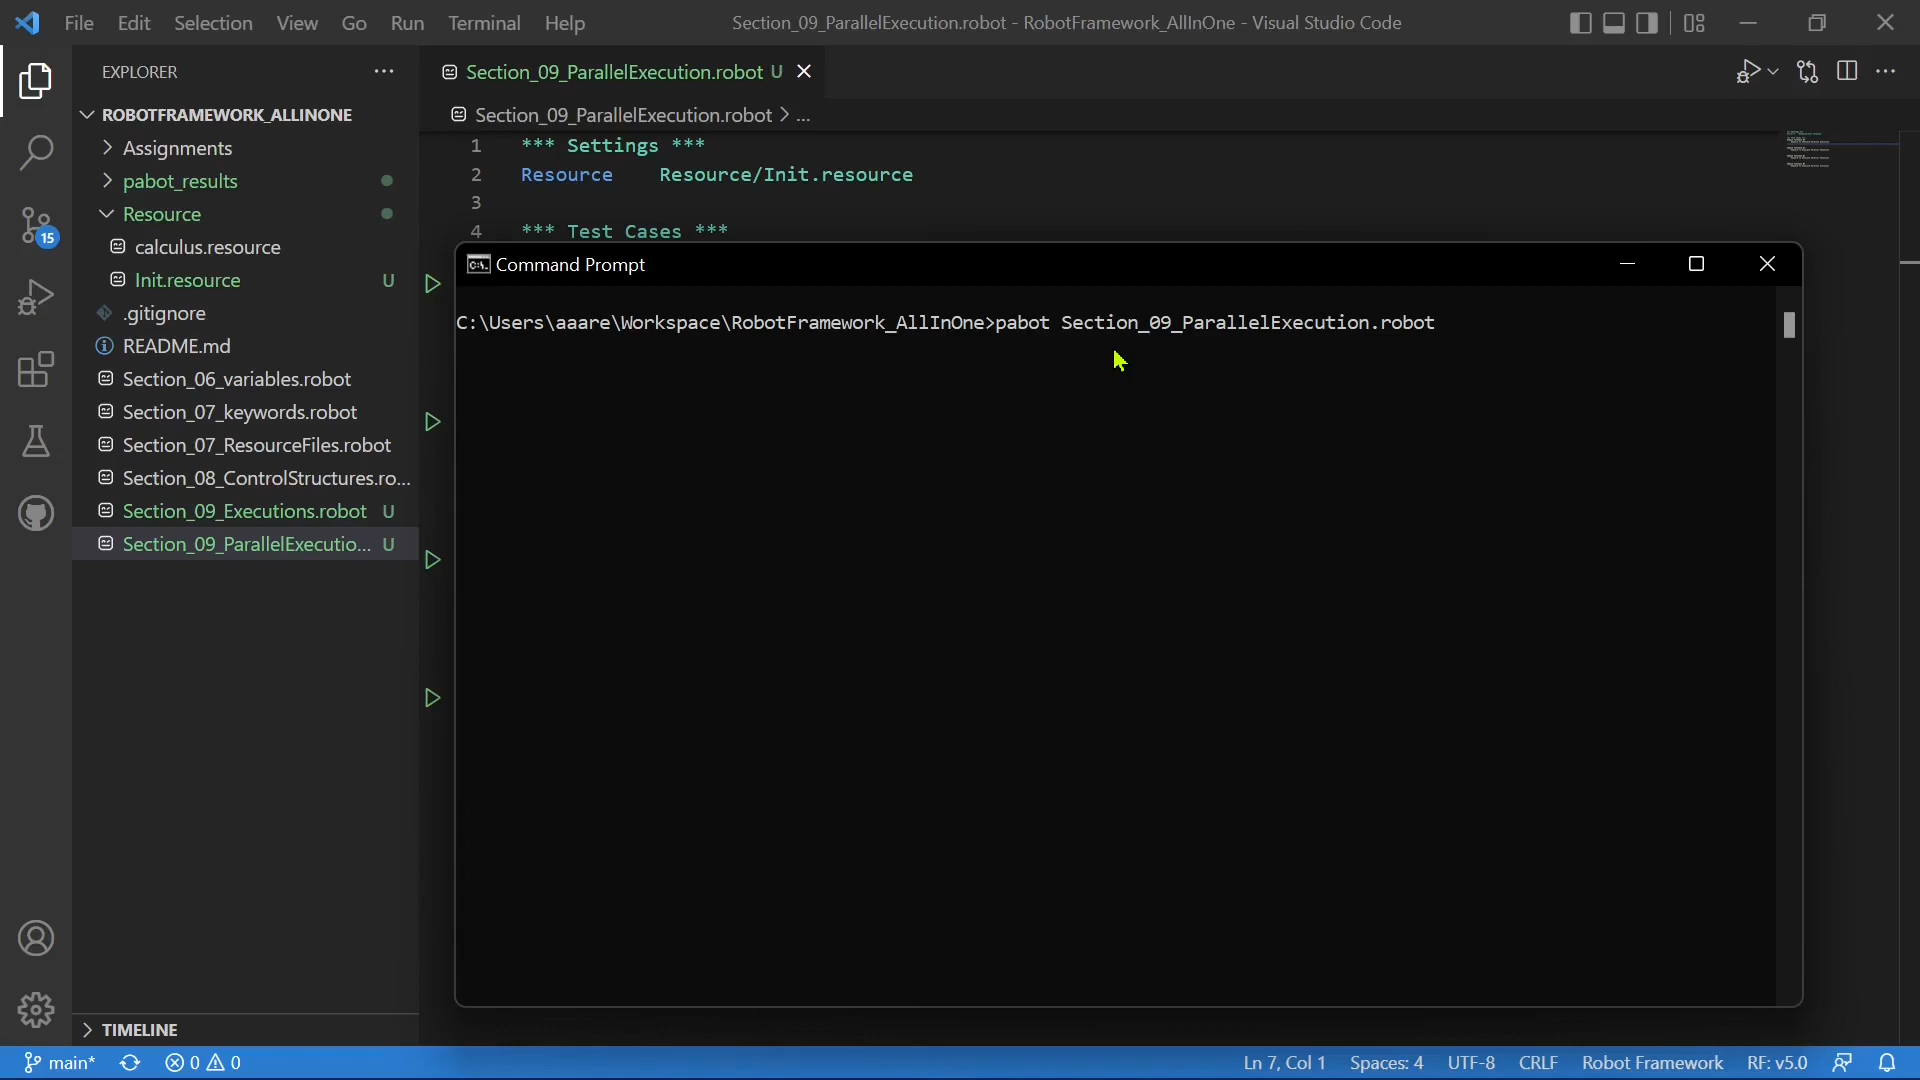 File Edit Selection View Go Run Terminal Help
Section_09_ParallelExecution.robot - RobotFramework_AllInOne - Visual Studio Code
EXPLORER
ROBOTFRAMEWORK_ALLINONE
Assignments
pabot_results
Resource
calculus.resource
Init.resource U
.gitignore
README.md
Section_06_variables.robot
Section_07_keywords.robot
Section_07_ResourceFiles.robot
Section_08_ControlStructures.ro...
Section_09_Executions.robot U
Section_09_ParallelExecutio... U
TIMELINE
15
Section_09_ParallelExecution.robot U
Section_09_ParallelExecution.robot > ...
1 *** Settings ***
2 Resource Resource/Init.resource
3
4 *** Test Cases ***
Command Prompt
C:\Users\aaare\Workspace\RobotFramework_AllInOne>pabot Section_09_ParallelExecution.robot
main* 0 0 Ln 7, Col 1 Spaces: 4 UTF-8 CRLF Robot Framework RF: v5.0